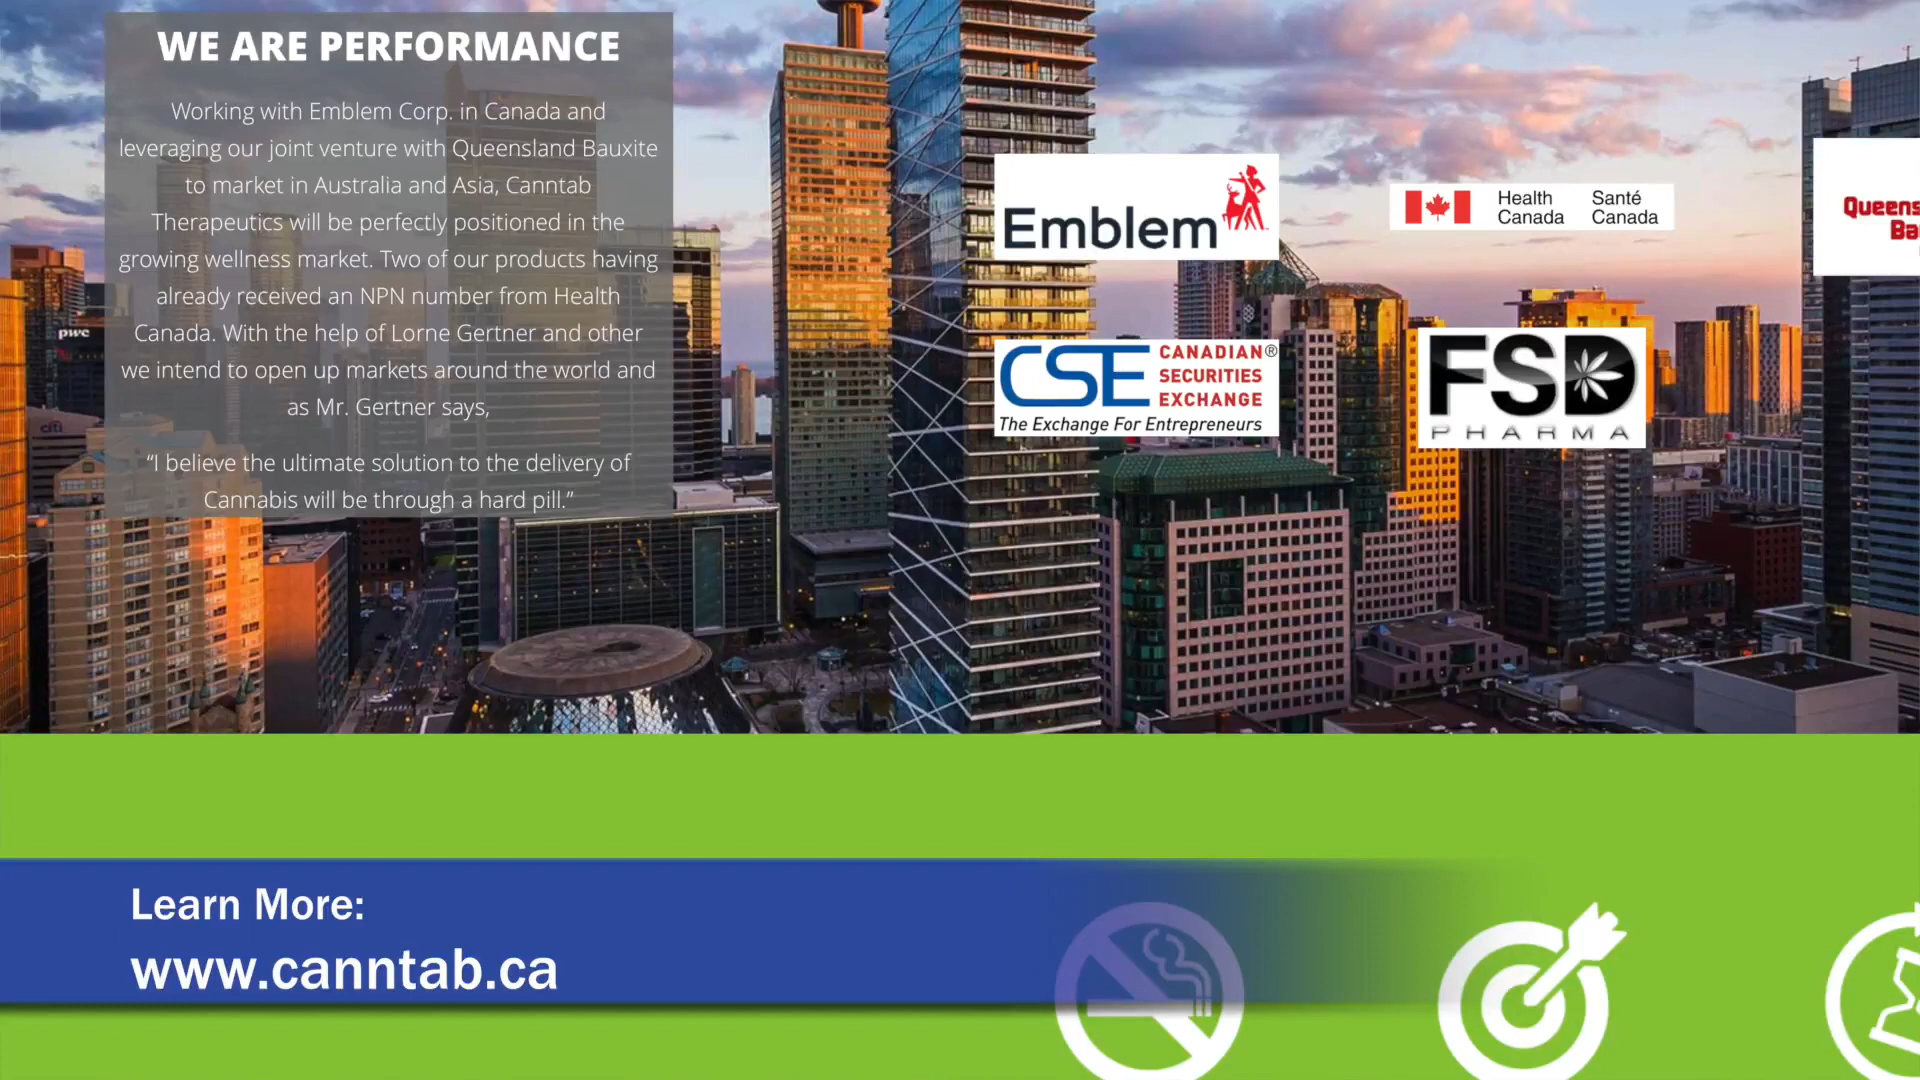 WE ARE PERFORMANCE
Working with Emblem Corp. in Canada and
leveraging our joint venture with Queensland Bauxite
to market in Australia and Asia, Canntab
Therapeutics will be perfectly positioned in the
growing wellness market. Two of our products having
already received an NPN number from Health
Canada. With the help of Lorne Gertner and other
we intend to open up markets around the world and
as Mr. Gertner says,
“I believe the ultimate solution to the delivery of
Cannabis will be through a hard pill.”
pwc
citi
Emblem
Health Canada
Santé Canada
Queens
Ba
CSE CANADIAN®
SECURITIES
EXCHANGE
The Exchange For Entrepreneurs
FSD
PHARMA
Learn More:
www.canntab.ca